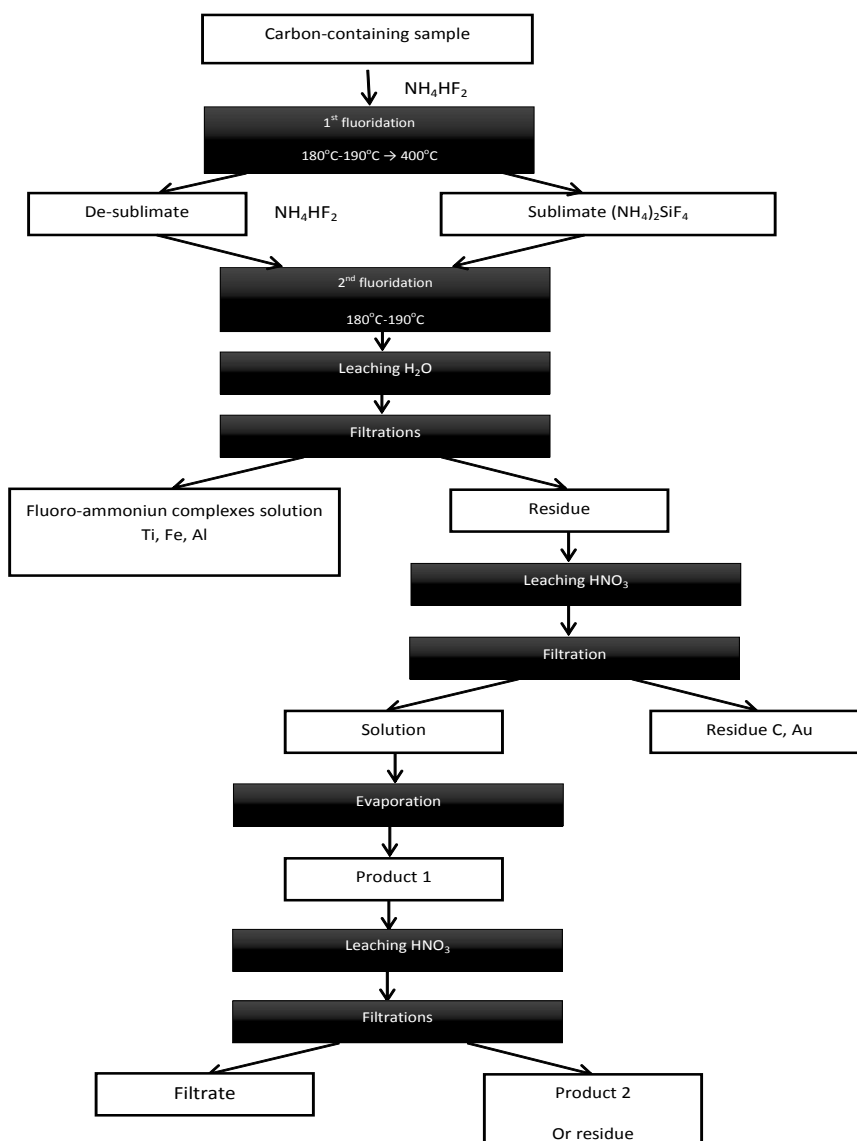 Carbon-containing sample
NH₄HF₂
1ˢᵗ fluoridation
180°C-190°C → 400°C
De-sublimate
NH₄HF₂
Sublimate (NH₄)₂SiF₄
2ⁿᵈ fluoridation
180°C-190°C
Leaching H₂O
Filtrations
Fluoro-ammoniun complexes solution
Ti, Fe, Al
Residue
Leaching HNO₃
Filtration
Solution
Residue C, Au
Evaporation
Product 1
Leaching HNO₃
Filtrations
Filtrate
Product 2
Or residue